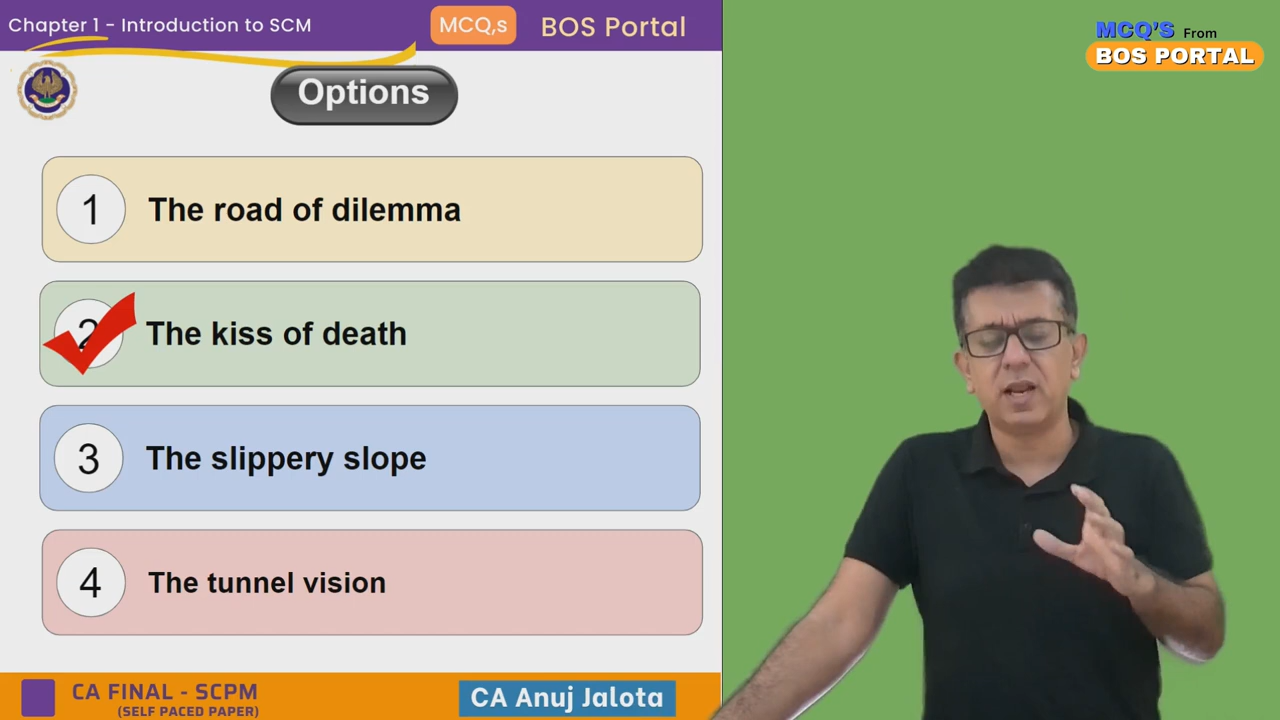 Chapter 1 - Introduction to SCM
MCQ,s
BOS Portal
MCQ'S From
BOS PORTAL
Options
1 The road of dilemma
2 The kiss of death
3 The slippery slope
4 The tunnel vision
CA FINAL - SCPM
(SELF PACED PAPER)
CA Anuj Jalota